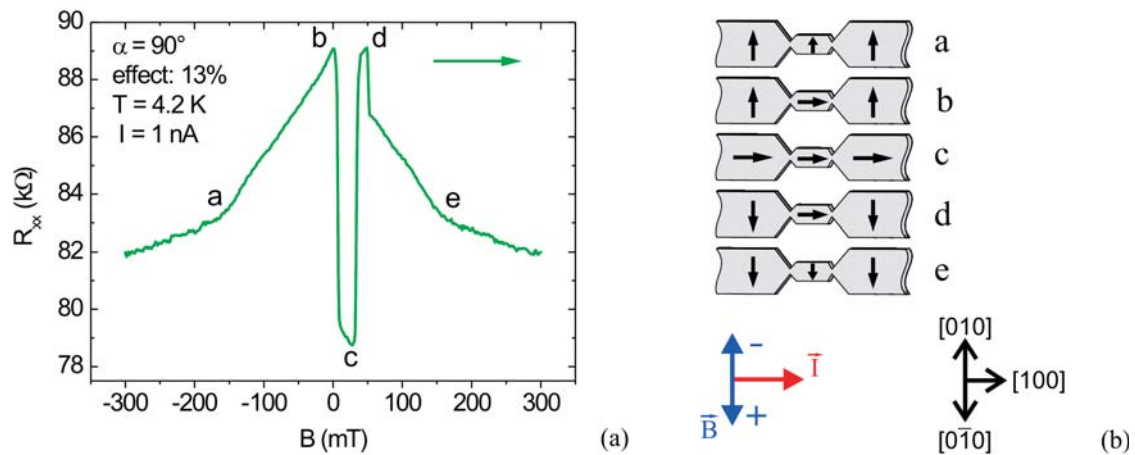 90
89
88
86
84
82
80
78
R_xx (kΩ)
α = 90°
effect: 13%
T = 4.2 K
I = 1 nA
a
b
c
d
e
-300
-200
-100
0
100
200
300
B (mT)
(a)
a
b
c
d
e
-
I⃗
B⃗
+
[010]
[100]
[01̅0]
(b)